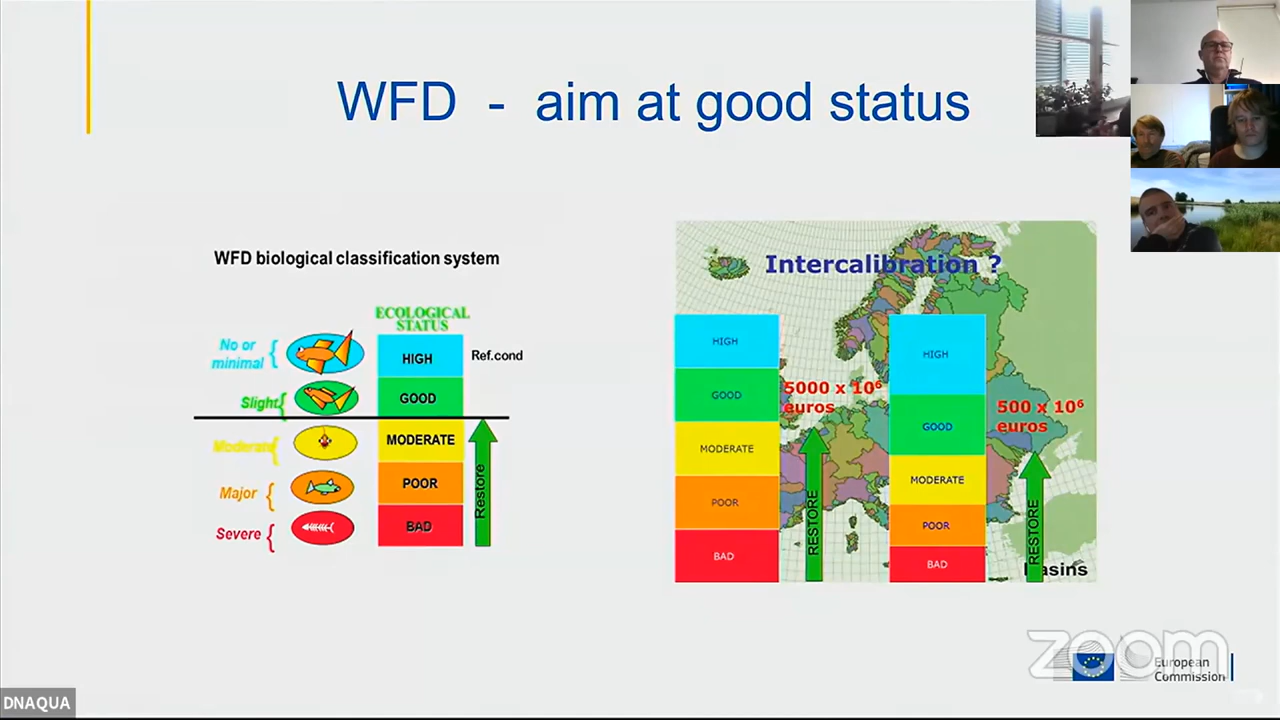 WFD - aim at good status
WFD biological classification system
ECOLOGICAL
STATUS
No or
minimal
HIGH
Ref.cond
Slight
GOOD
Moderate
MODERATE
Major
POOR
Severe
BAD
Restore
Intercalibration ?
HIGH
GOOD
MODERATE
POOR
BAD
5000 x 10⁶
euros
RESTORE
HIGH
GOOD
MODERATE
POOR
BAD
500 x 10⁶
euros
RESTORE
zoom
European
Commission
DNAQUA